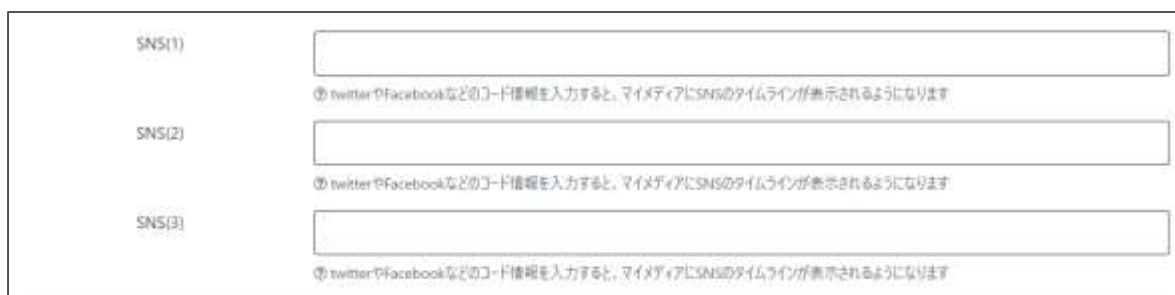 SNS(1)
? twitterやFacebookなどのコード情報を入力すると、マイメディアにSNSのタイムラインが表示されるようになります
SNS(2)
? twitterやFacebookなどのコード情報を入力すると、マイメディアにSNSのタイムラインが表示されるようになります
SNS(3)
? twitterやFacebookなどのコード情報を入力すると、マイメディアにSNSのタイムラインが表示されるようになります